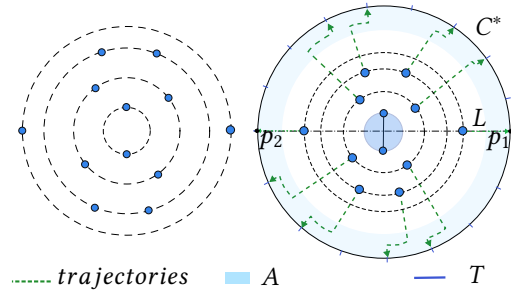 C*
L
p₂ p₁
trajectories A T